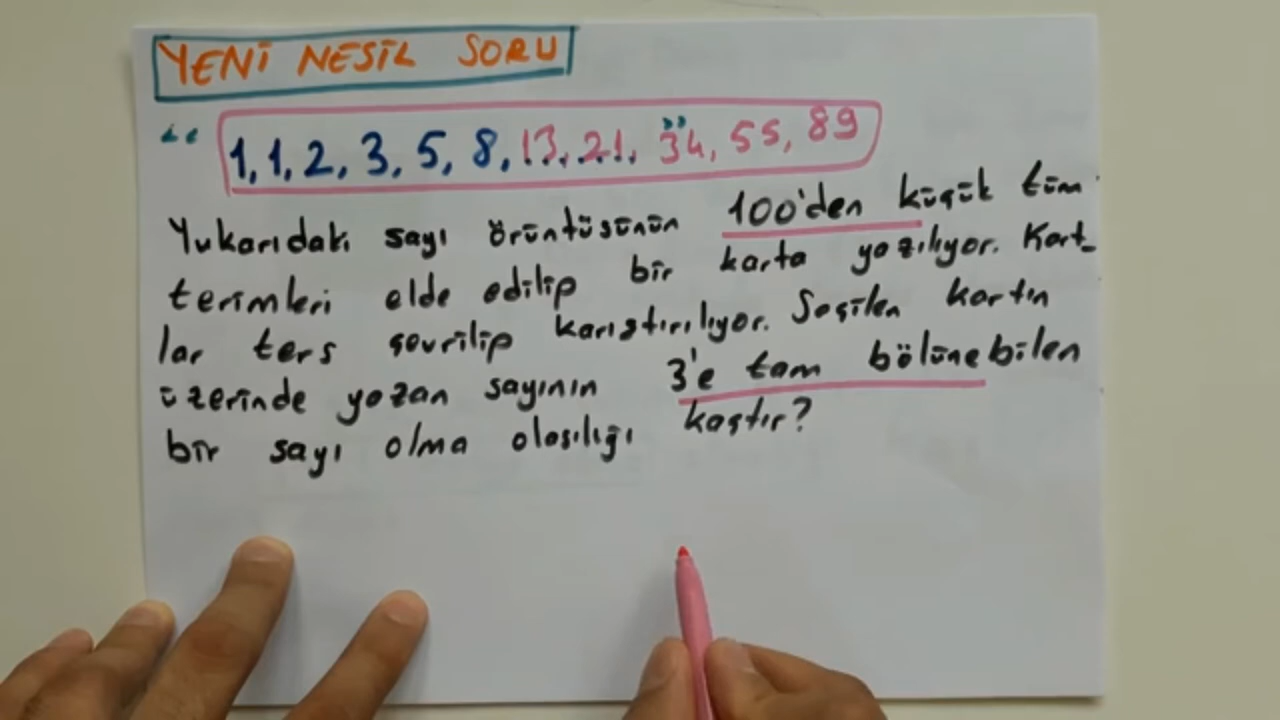 YENİ NESİL SORU
“ 1, 1, 2, 3, 5, 8, 13, 21, 34, 55, 89 ”
Yukarıdaki sayı örüntüsünün 100'den küçük tüm
terimleri elde edilip bir karta yazılıyor. Kart-
lar ters çevrilip karıştırılıyor. Seçilen kartın
üzerinde yazan sayının 3'e tam bölünebilen
bir sayı olma olasılığı kaçtır?